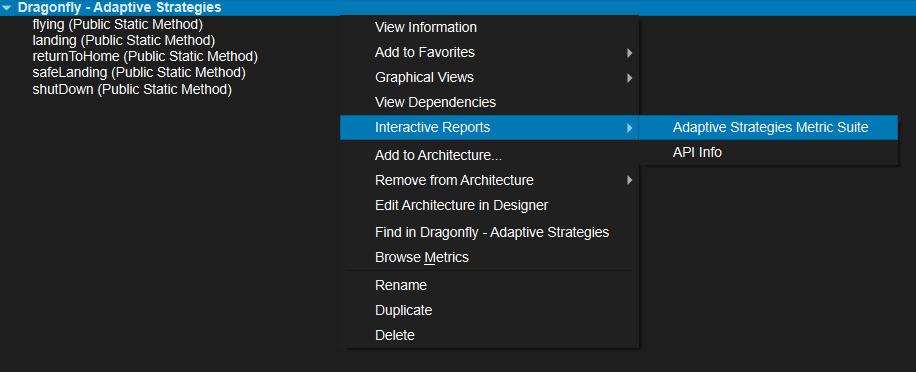 Dragonfly - Adaptive Strategies
flying (Public Static Method)
landing (Public Static Method)
returnToHome (Public Static Method)
safeLanding (Public Static Method)
shutDown (Public Static Method)
View Information
Add to Favorites
Graphical Views
View Dependencies
Interactive Reports
Add to Architecture...
Remove from Architecture
Edit Architecture in Designer
Find in Dragonfly - Adaptive Strategies
Browse Metrics
Rename
Duplicate
Delete
Adaptive Strategies Metric Suite
API Info